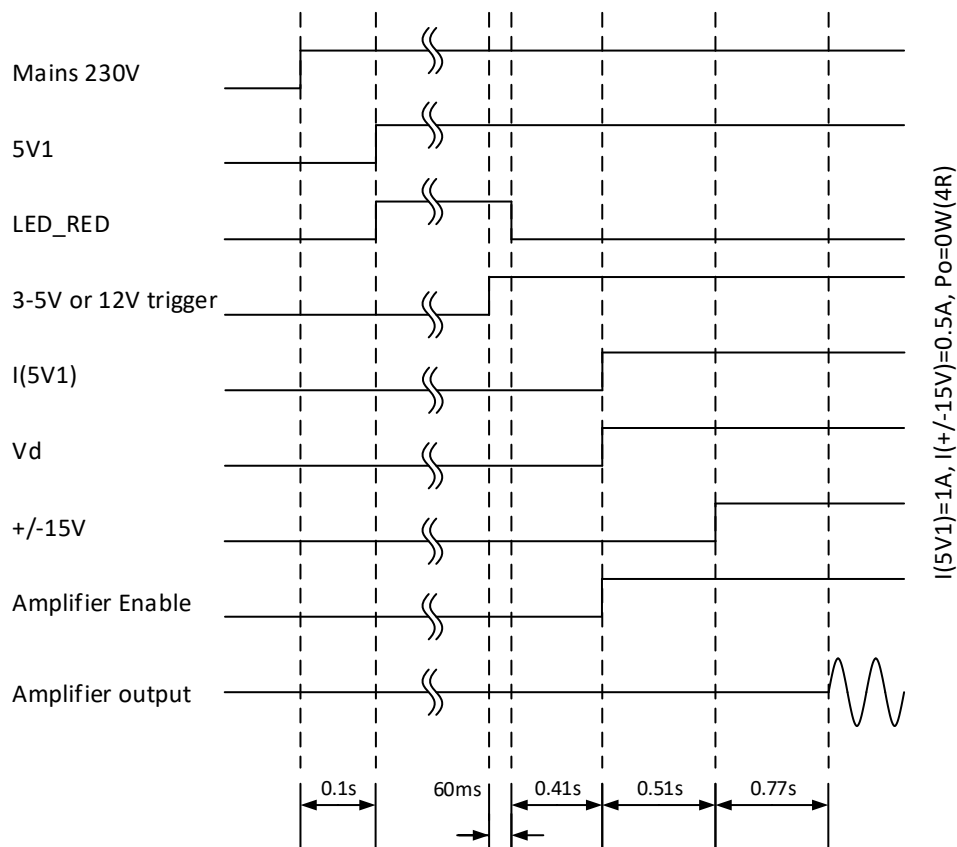 Mains 230V
5V1
LED_RED
3-5V or 12V trigger
I(5V1)
Vd
+/-15V
Amplifier Enable
Amplifier output
0.1s
60ms
0.41s
0.51s
0.77s
I(5V1)=1A, I(+/-15V)=0.5A, Po=0W(4R)